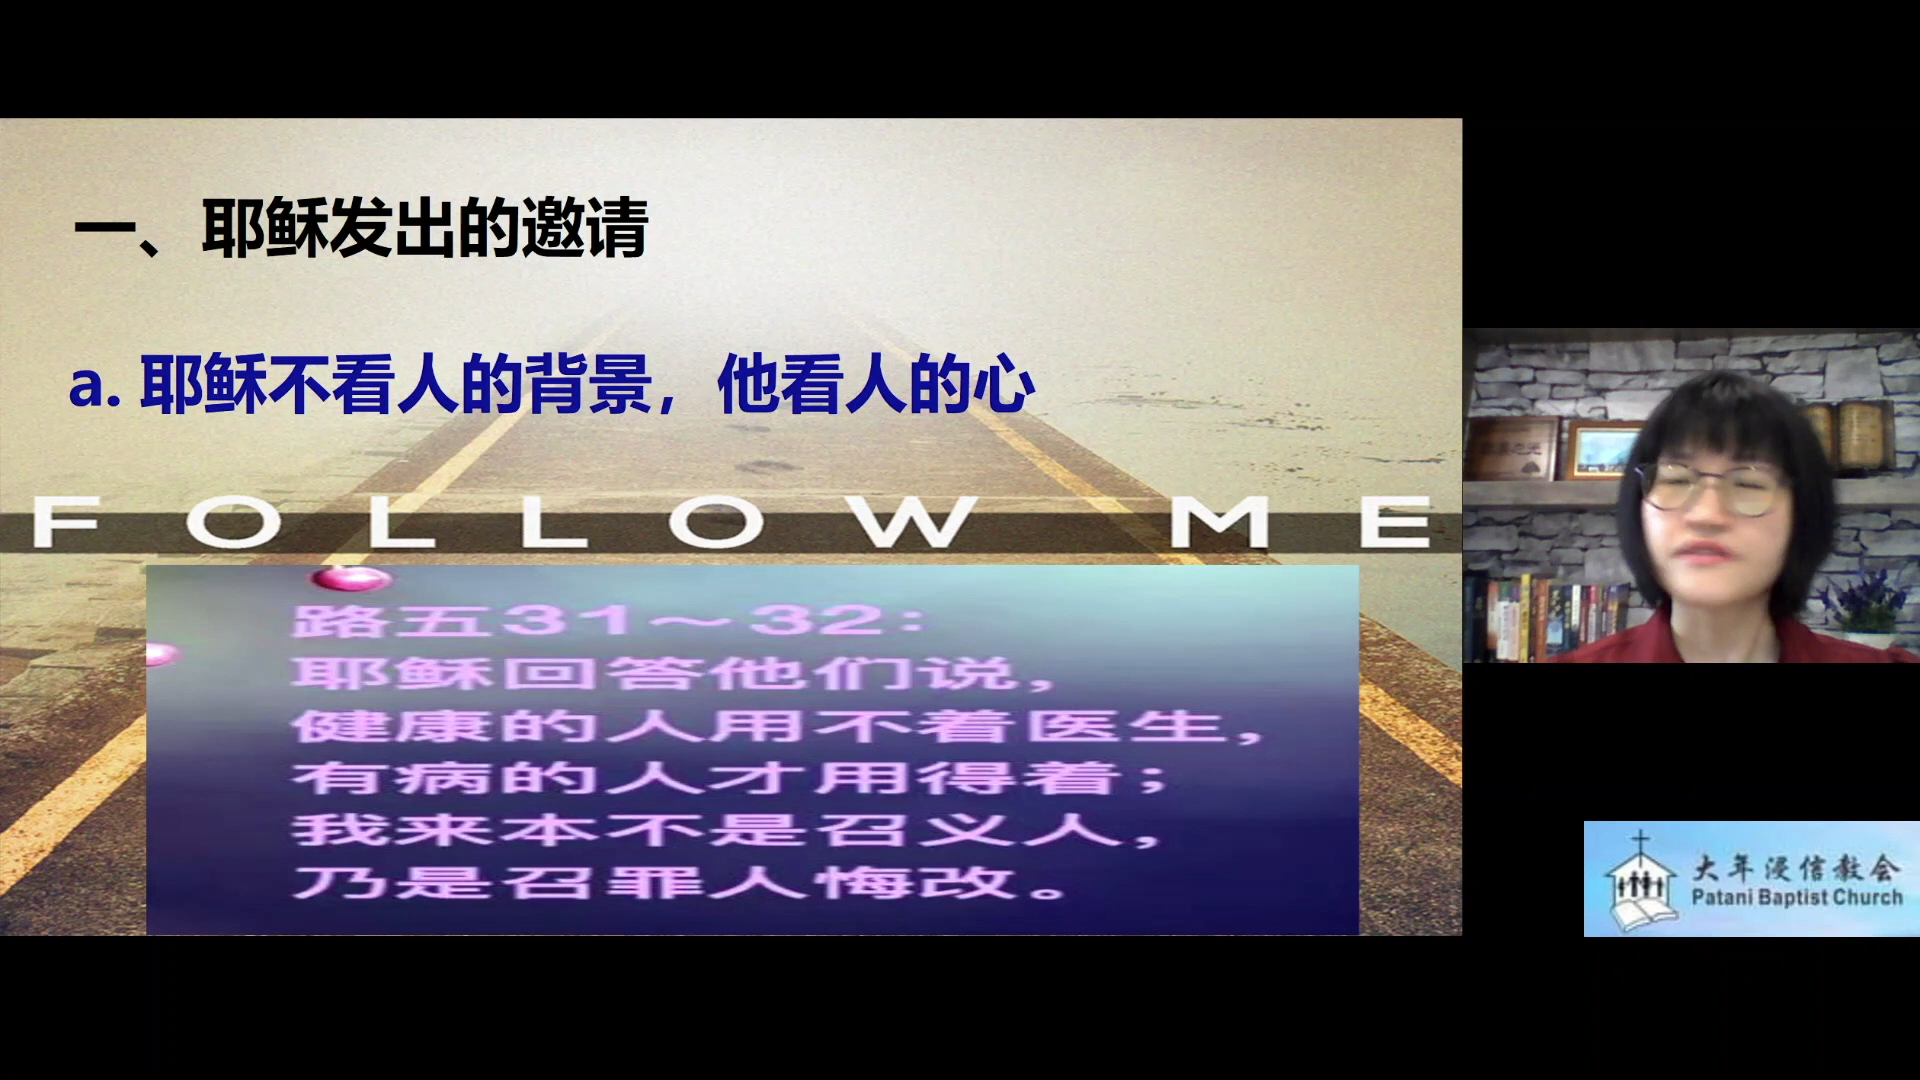 一、耶稣发出的邀请
a. 耶稣不看人的背景，他看人的心
FOLLOW ME
路五31～32：
耶稣回答他们说，
健康的人用不着医生，
有病的人才用得着；
我来本不是召义人，
乃是召罪人悔改。
大年浸信教会
Patani Baptist Church